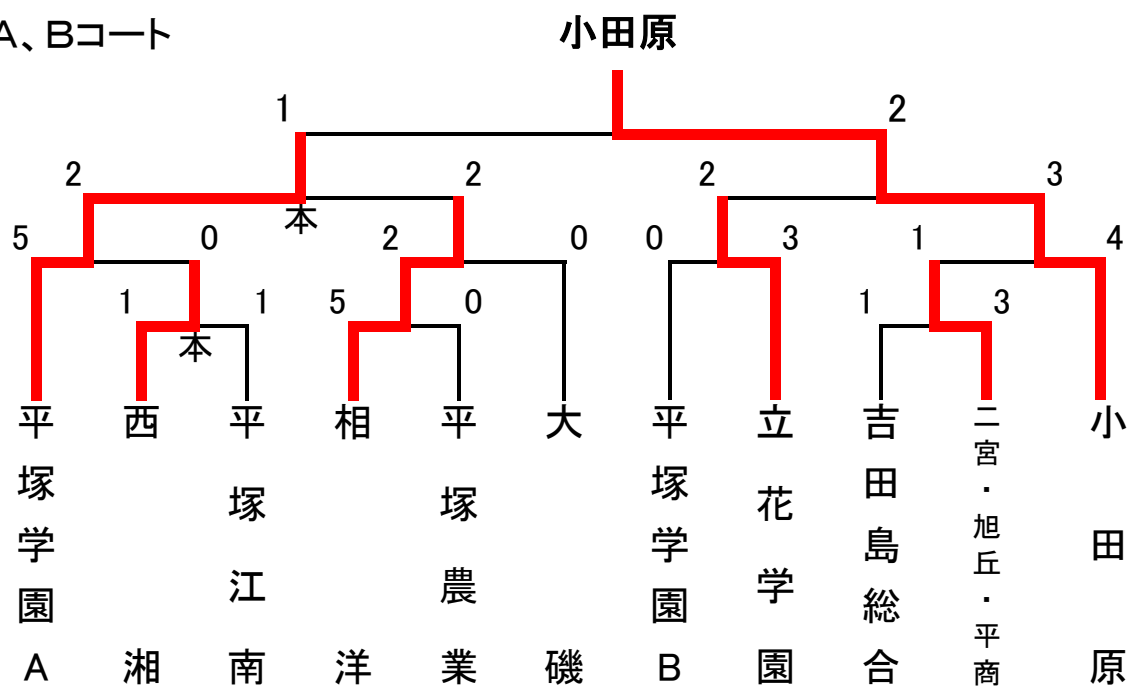 A、Bコート
小田原
1
2
2
2
2
3
本
5
0
2
0
0
3
1
4
1
1
5
0
1
3
本
平塚学園A
西湘
平塚江南
相洋
平塚農業
大磯
平塚学園B
立花学園
吉田島総合
二宮・旭丘・平商
小田原